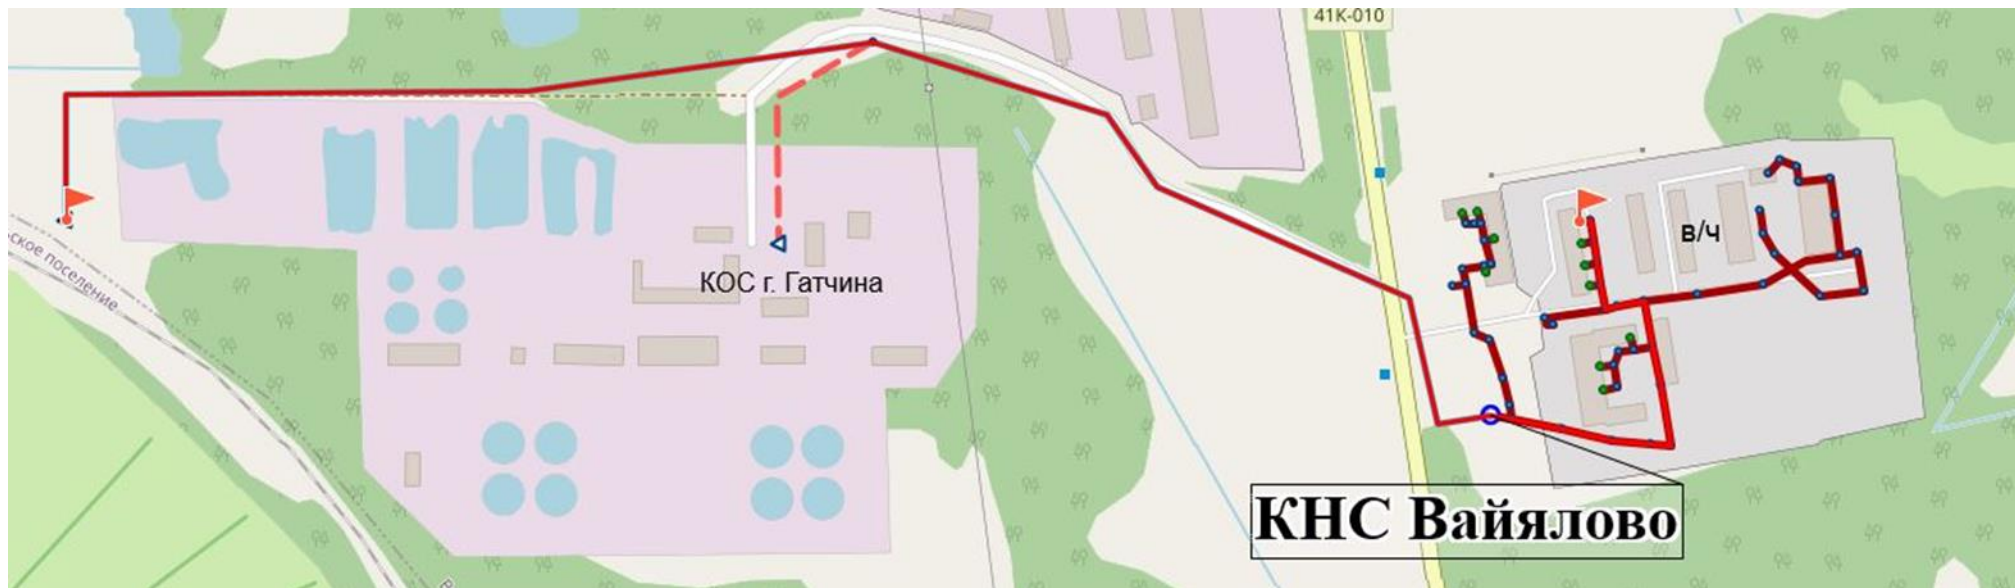 41К-010
в/ч
ское поселение
КОС г. Гатчина
КНС Вайялово